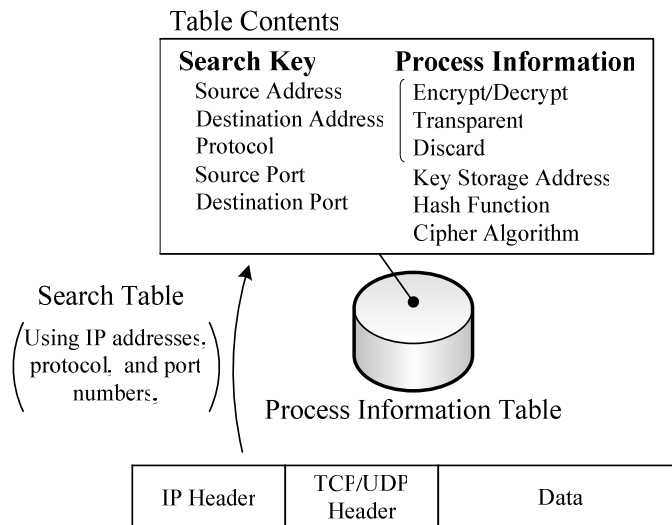 Table Contents
Search Key
Source Address
Destination Address
Protocol
Source Port
Destination Port
Process Information
Encrypt/Decrypt
Transparent
Discard
Key Storage Address
Hash Function
Cipher Algorithm
Search Table
(Using IP addresses,
protocol, and port
numbers,)
Process Information Table
IP Header
TCP/UDP
Header
Data